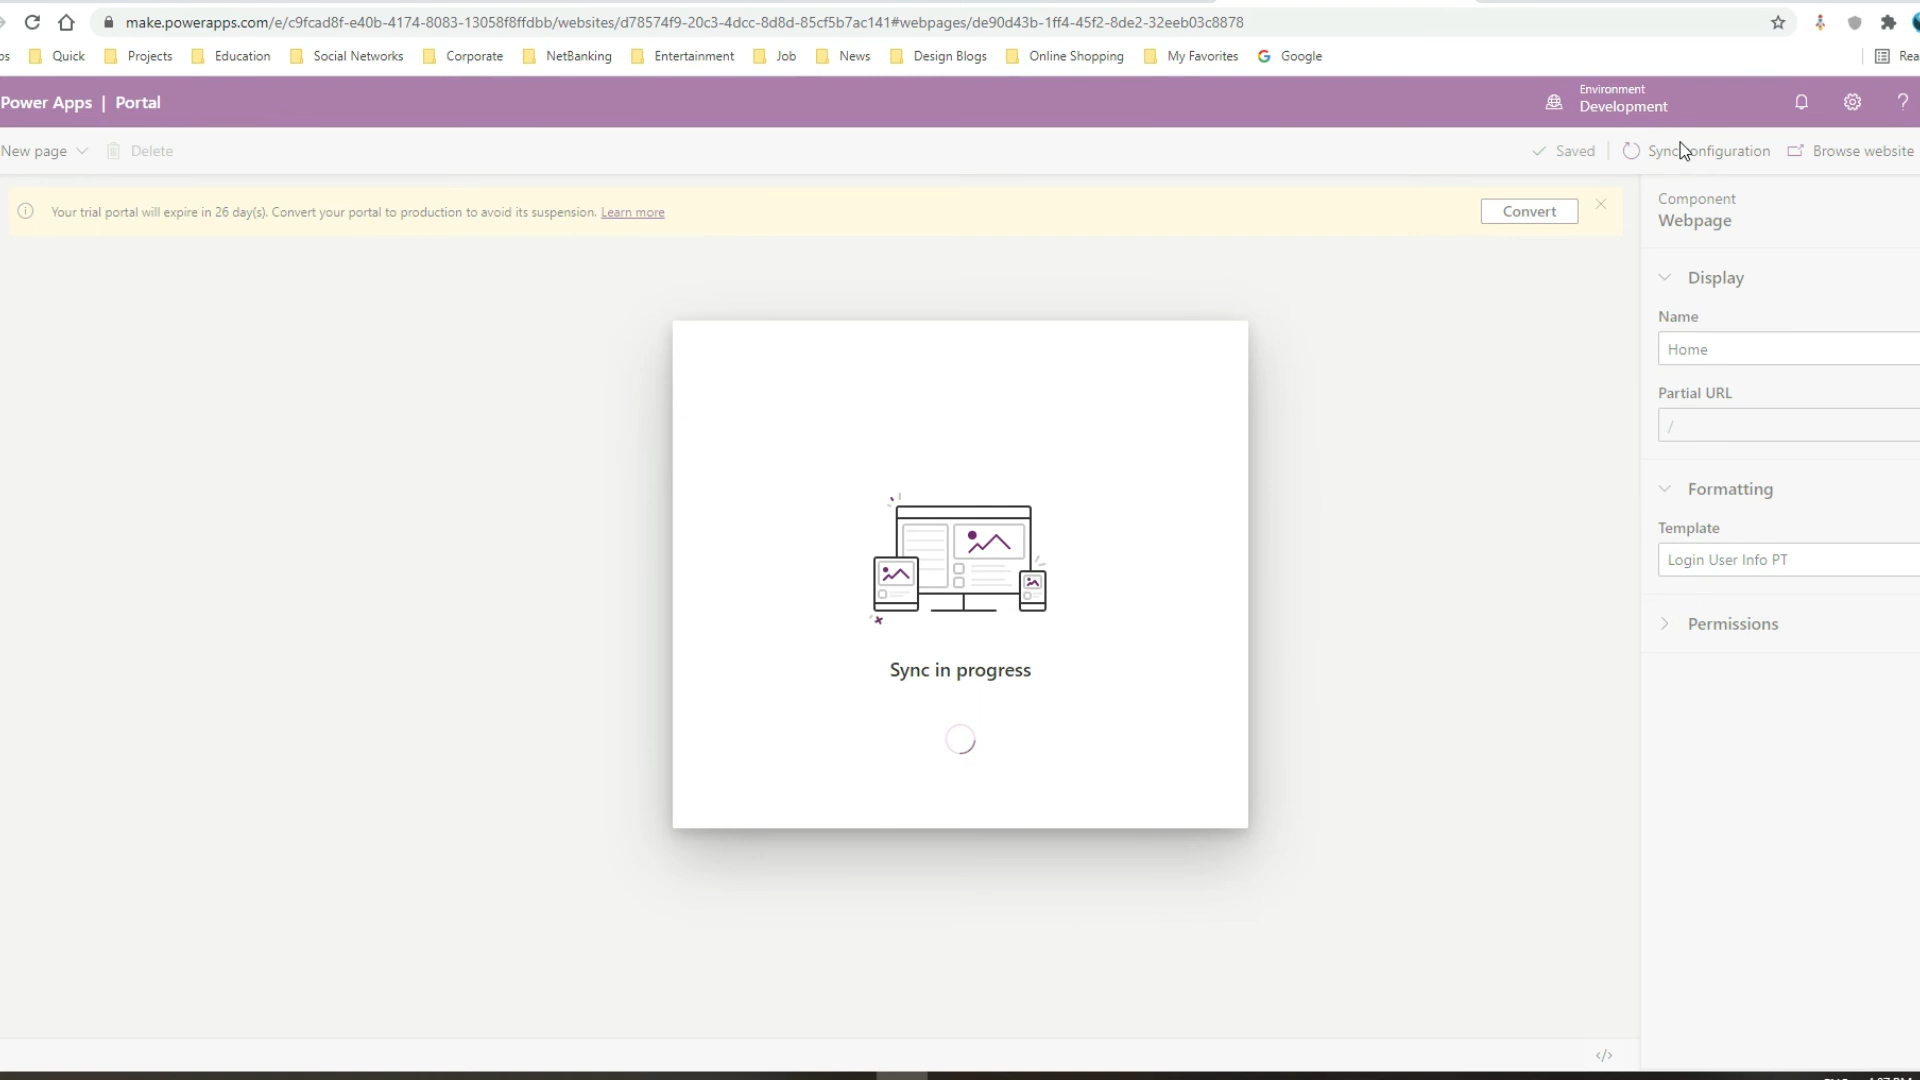 make.powerapps.com/e/c9fcad8f-e40b-4174-8083-13058f8ffdbb/websites/d78574f9-20c3-4dcc-8d8d-85cf5b7ac141#webpages/de90d43b-1ff4-45f2-8de2-32eeb03c8878
Quick Projects Education Social Networks Corporate NetBanking Entertainment Job News Design Blogs Online Shopping My Favorites Google
Power Apps | Portal
Environment
Development
New page Delete Saved Sync configuration Browse website
Your trial portal will expire in 26 day(s). Convert your portal to production to avoid its suspension. Learn more Convert
Component
Webpage
Display
Name
Home
Partial URL
/
Formatting
Template
Login User Info PT
Permissions
Sync in progress
</>